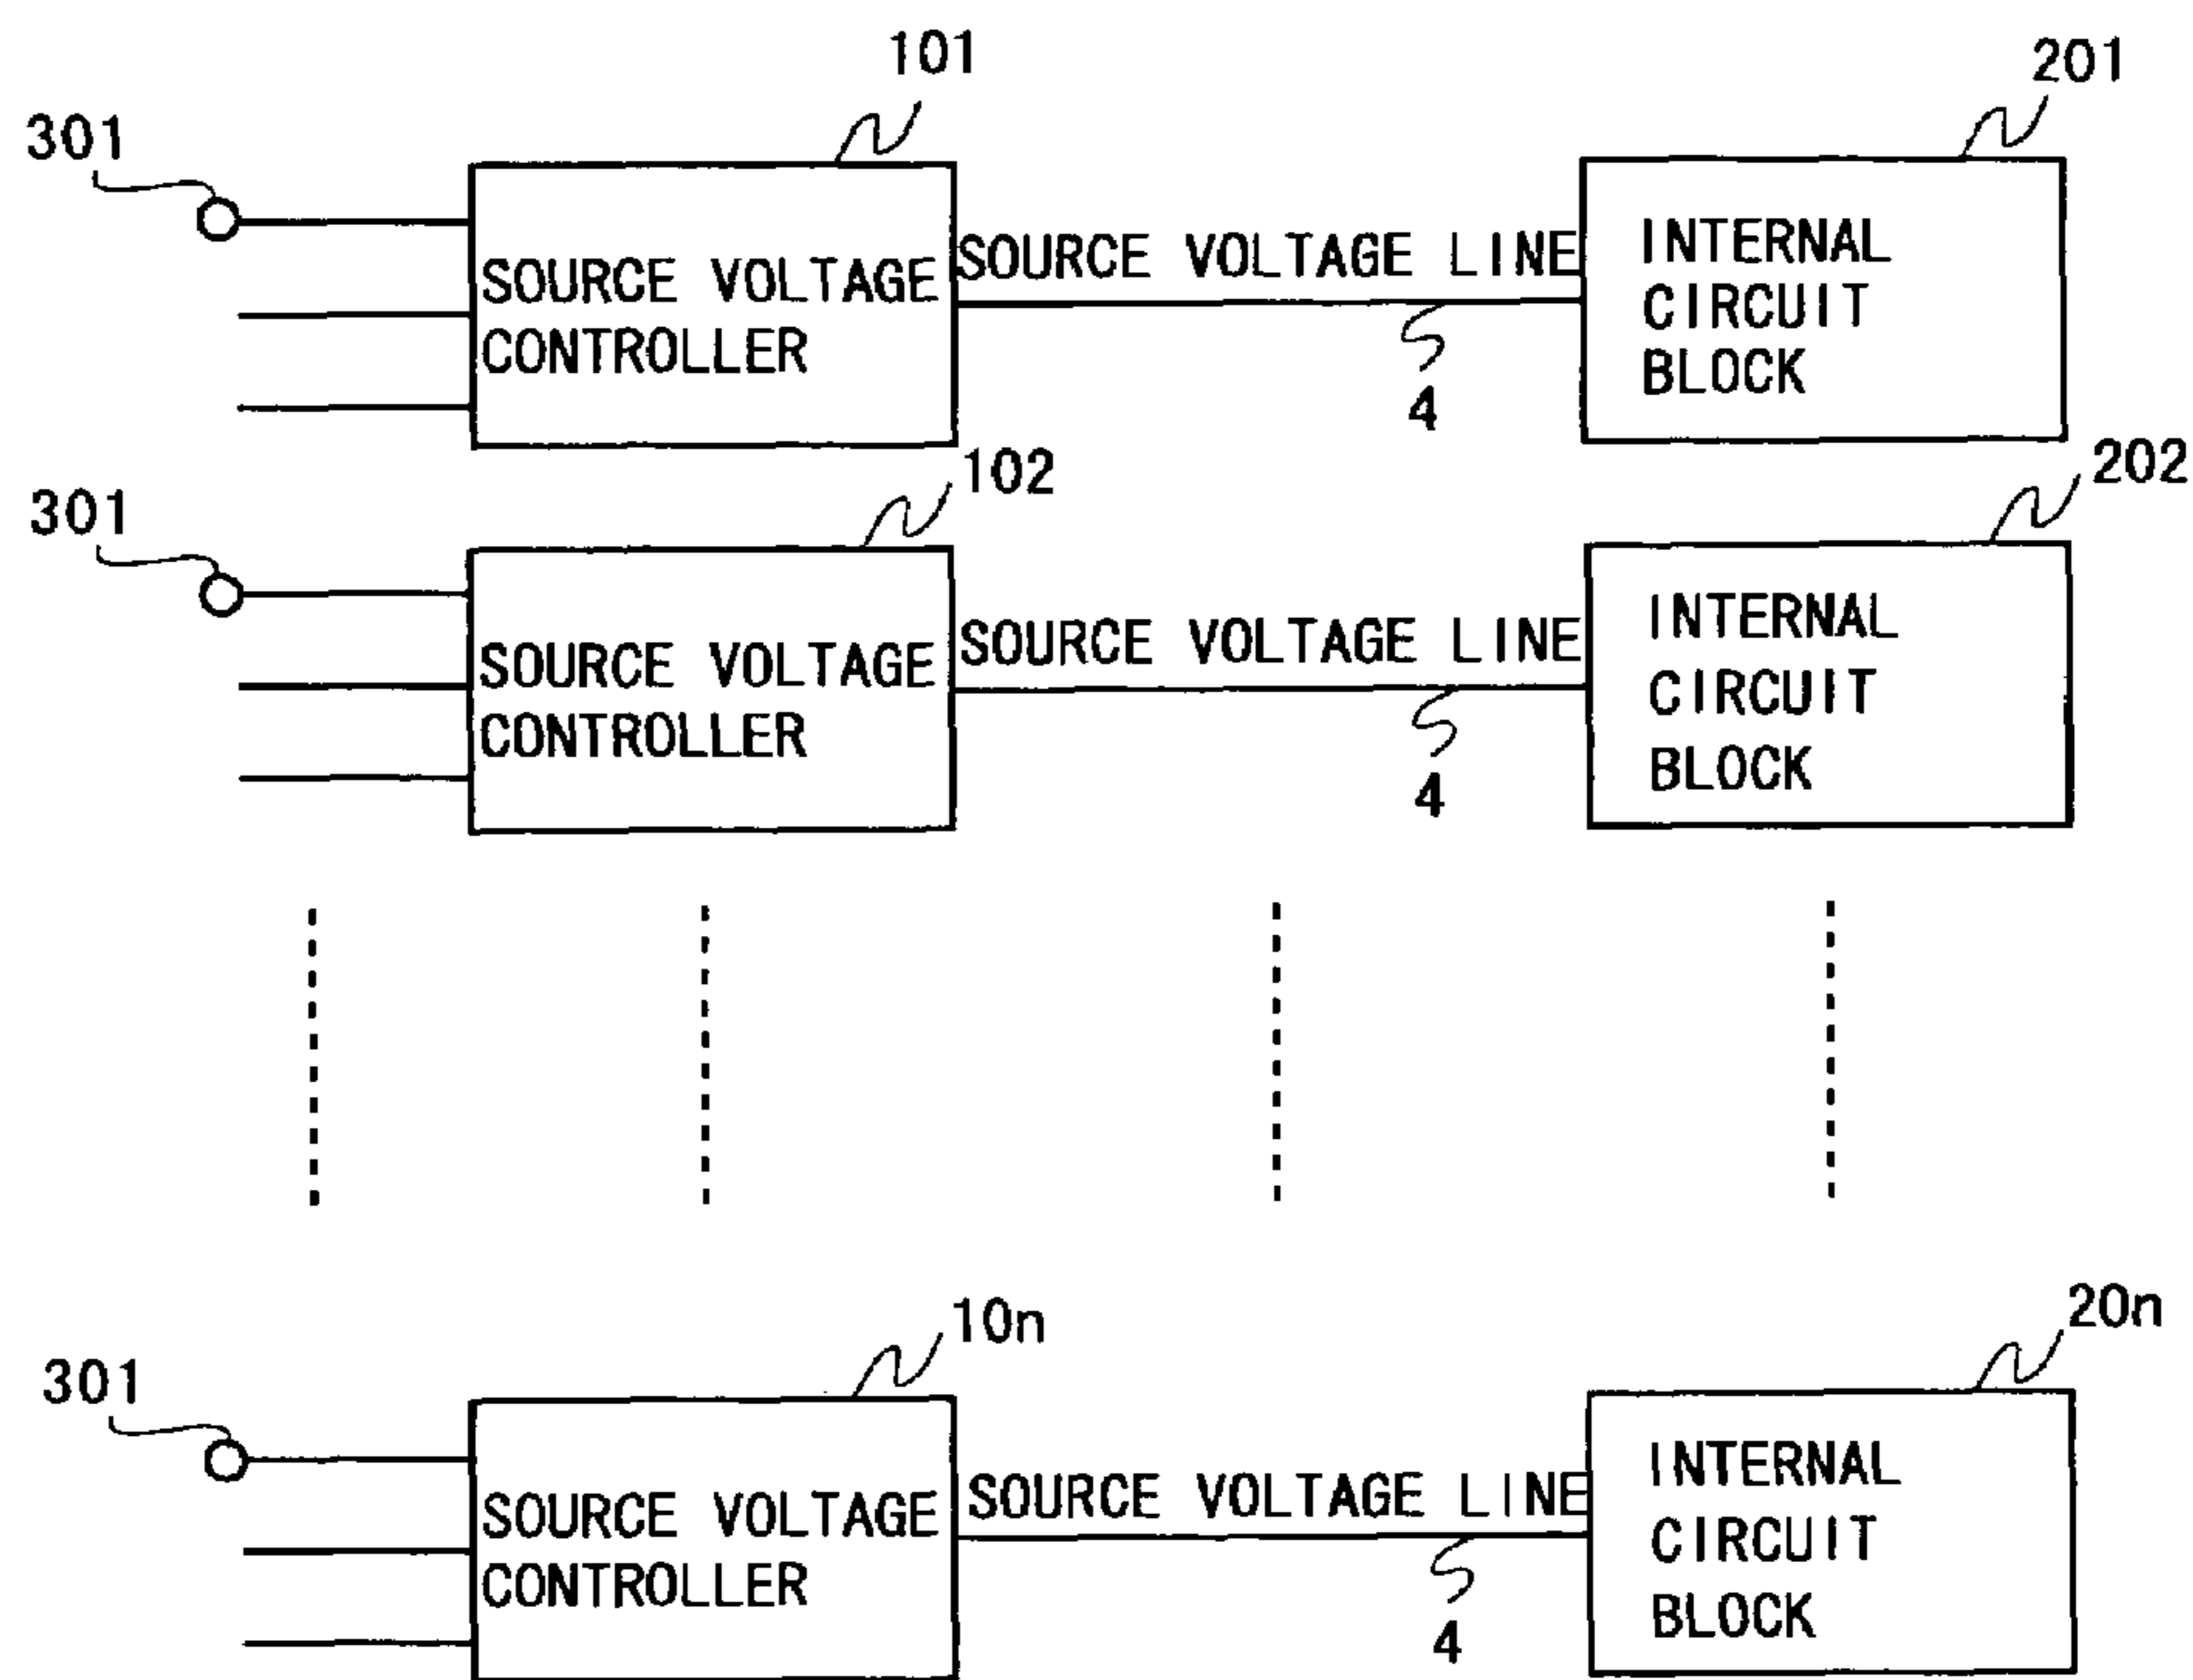 101
201
301
SOURCE VOLTAGE
CONTROLLER
SOURCE VOLTAGE LINE
4
INTERNAL
CIRCUIT
BLOCK
102
202
301
SOURCE VOLTAGE
CONTROLLER
SOURCE VOLTAGE LINE
4
INTERNAL
CIRCUIT
BLOCK
10n
20n
301
SOURCE VOLTAGE
CONTROLLER
SOURCE VOLTAGE LINE
4
INTERNAL
CIRCUIT
BLOCK